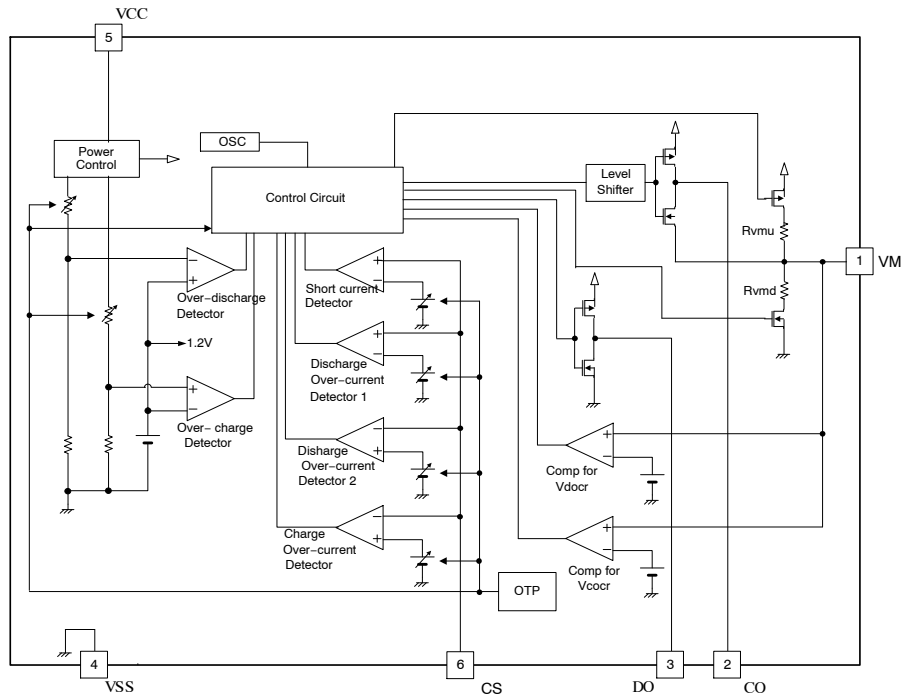 VCC
5
OSC
Power
Control
Control Circuit
Level
Shifter
Rvmu
1
VM
Rvmd
−
+
Over−discharge
Detector
+
−
Short current
Detector
1.2V
+
−
Discharge
Over−current
Detector 1
+
−
Over− charge
Detector
−
+
Disharge
Over−current
Detector 2
+
−
Comp for
Vdocr
−
+
Charge
Over−current
Detector
+
−
Comp for
Vcocr
OTP
4
VSS
6
CS
3
DO
2
CO